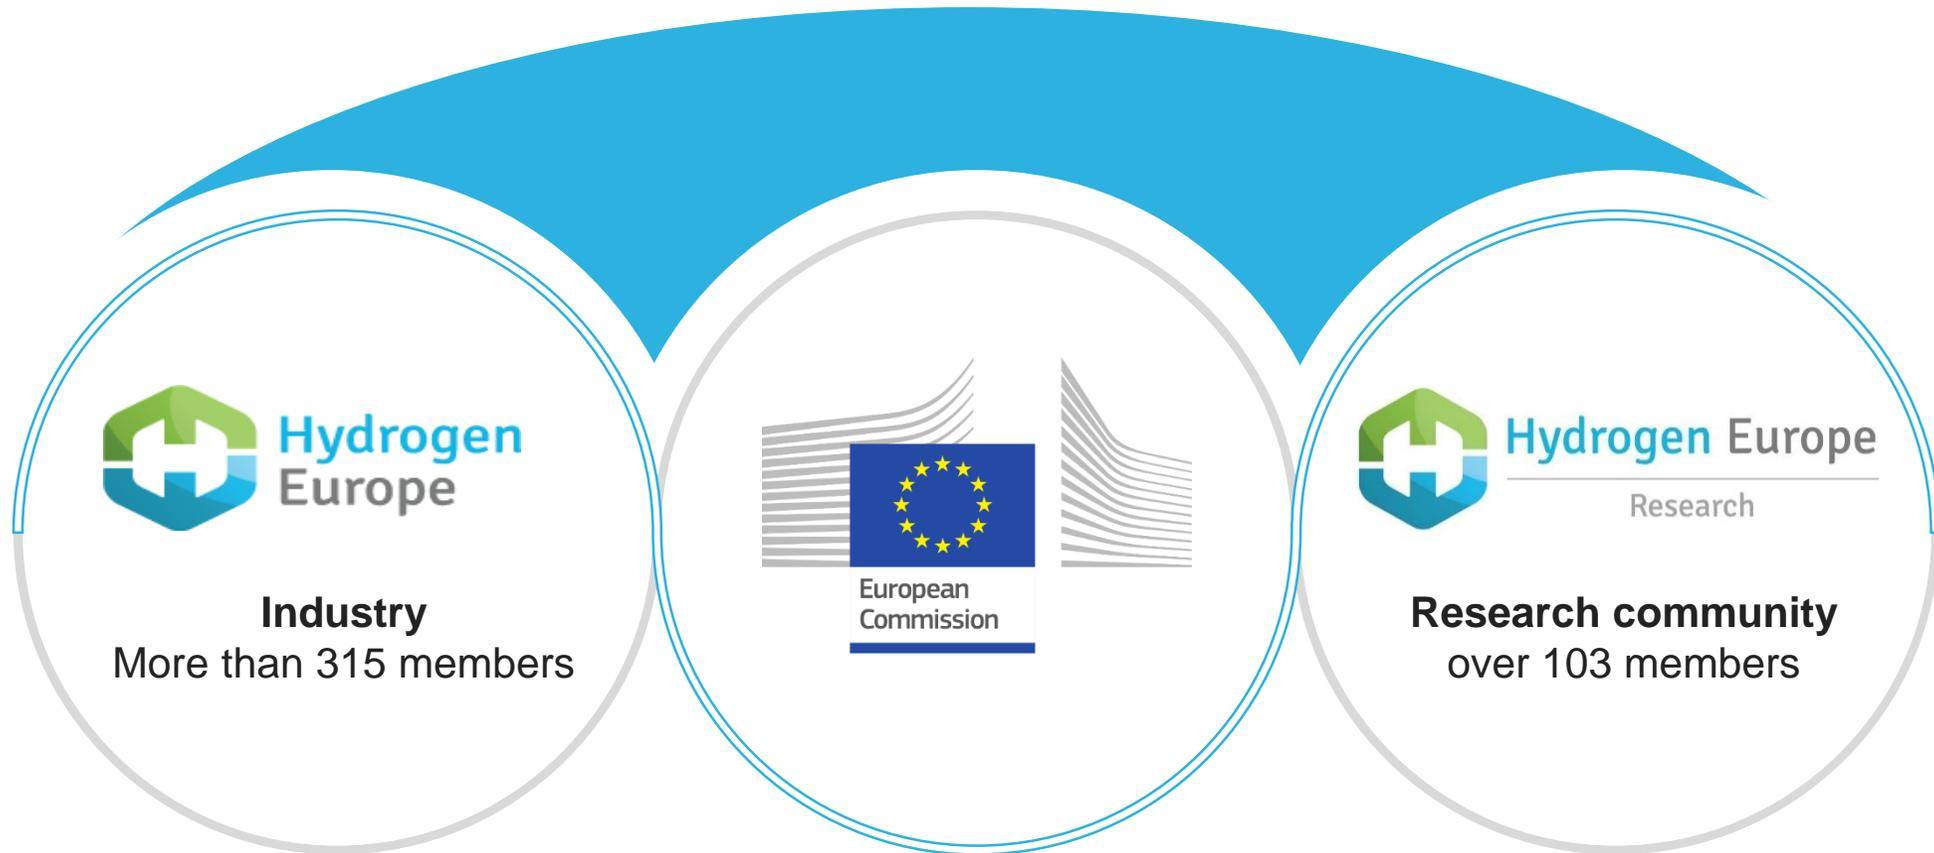 Hydrogen
Europe
Industry
More than 315 members
European
Commission
Hydrogen Europe
Research
Research community
over 103 members